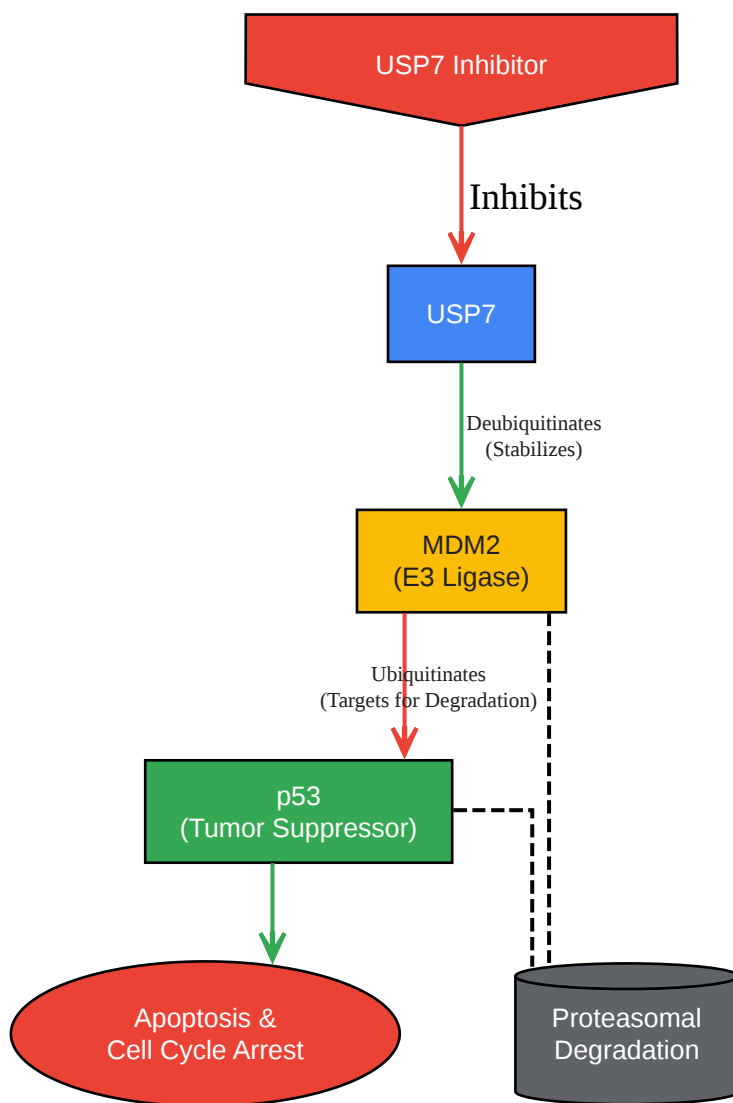 USP7 Inhibitor
Inhibits
USP7
Deubiquitinates
(Stabilizes)
MDM2
(E3 Ligase)
Ubiquitinates
(Targets for Degradation)
p53
(Tumor Suppressor)
Apoptosis &
Cell Cycle Arrest
Proteasomal
Degradation